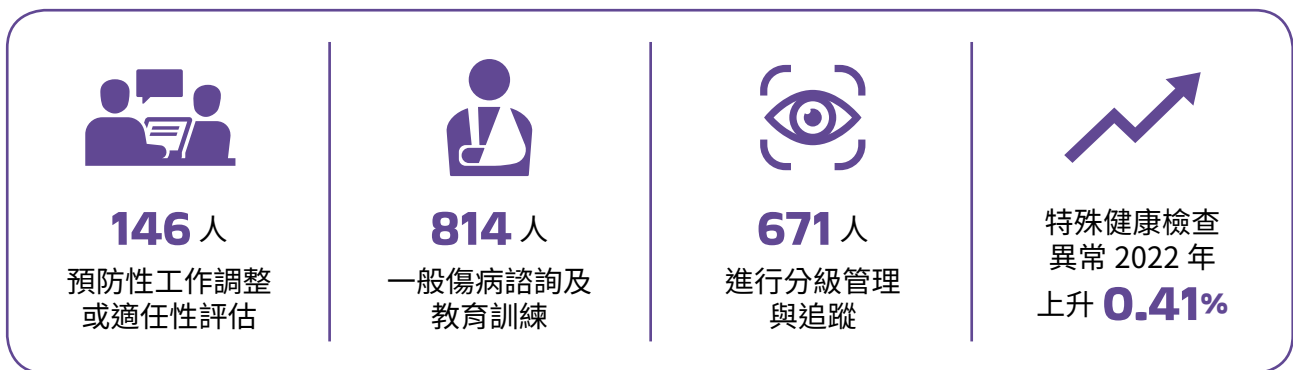 146 人
預防性工作調整
或適任性評估
814 人
一般傷病諮詢及
教育訓練
671 人
進行分級管理
與追蹤
特殊健康檢查
異常 2022 年
上升 0.41%